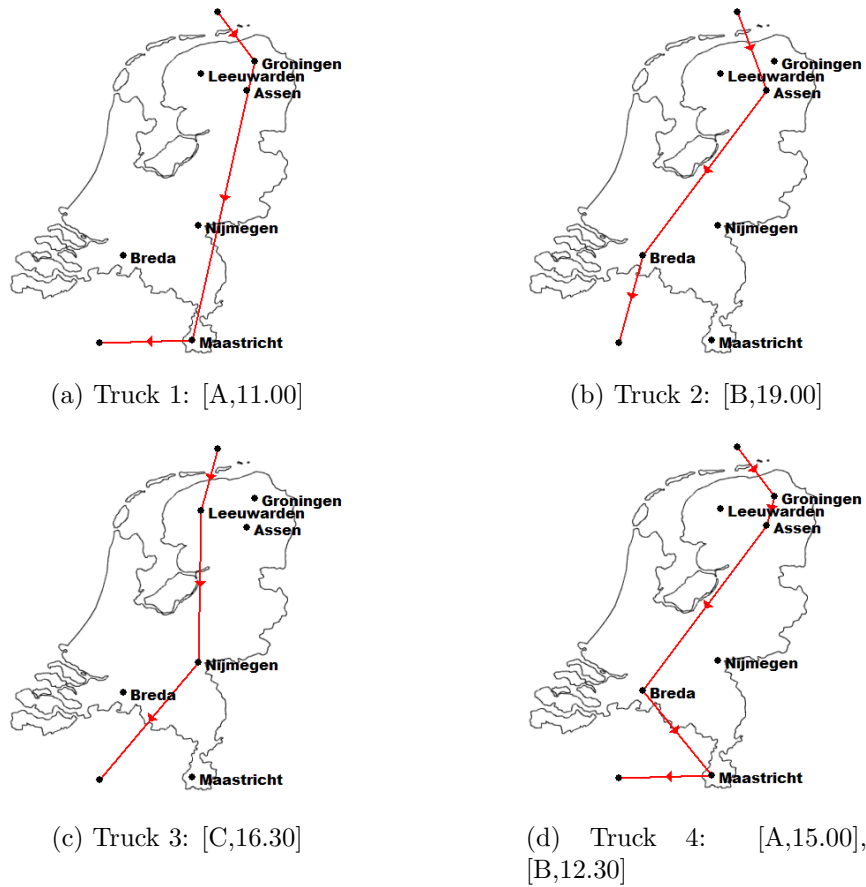 Groningen
Leeuwarden
Assen
Nijmegen
Breda
Maastricht
(a) Truck 1: [A,11.00]
Groningen
Leeuwarden
Assen
Nijmegen
Breda
Maastricht
(b) Truck 2: [B,19.00]
Groningen
Leeuwarden
Assen
Nijmegen
Breda
Maastricht
(c) Truck 3: [C,16.30]
Groningen
Leeuwarden
Assen
Nijmegen
Breda
Maastricht
(d) Truck 4: [A,15.00],
[B,12.30]